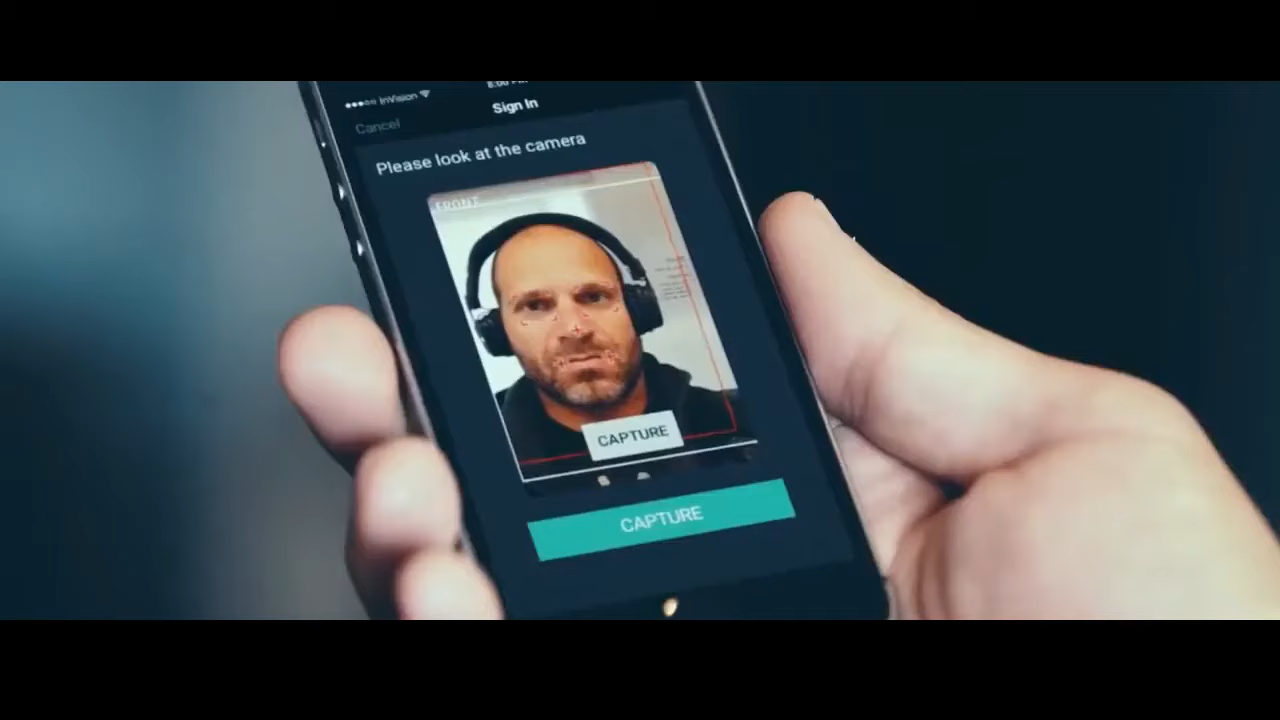 InVision
Sign In
Cancel
Please look at the camera
FRONT
CAPTURE
CAPTURE